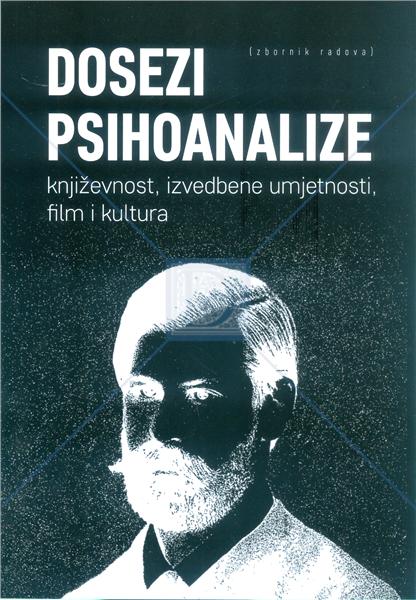 (zbornik radova)
DOSEZI
PSIHOANALIZE
književnost, izvedbene umjetnosti,
film i kultura